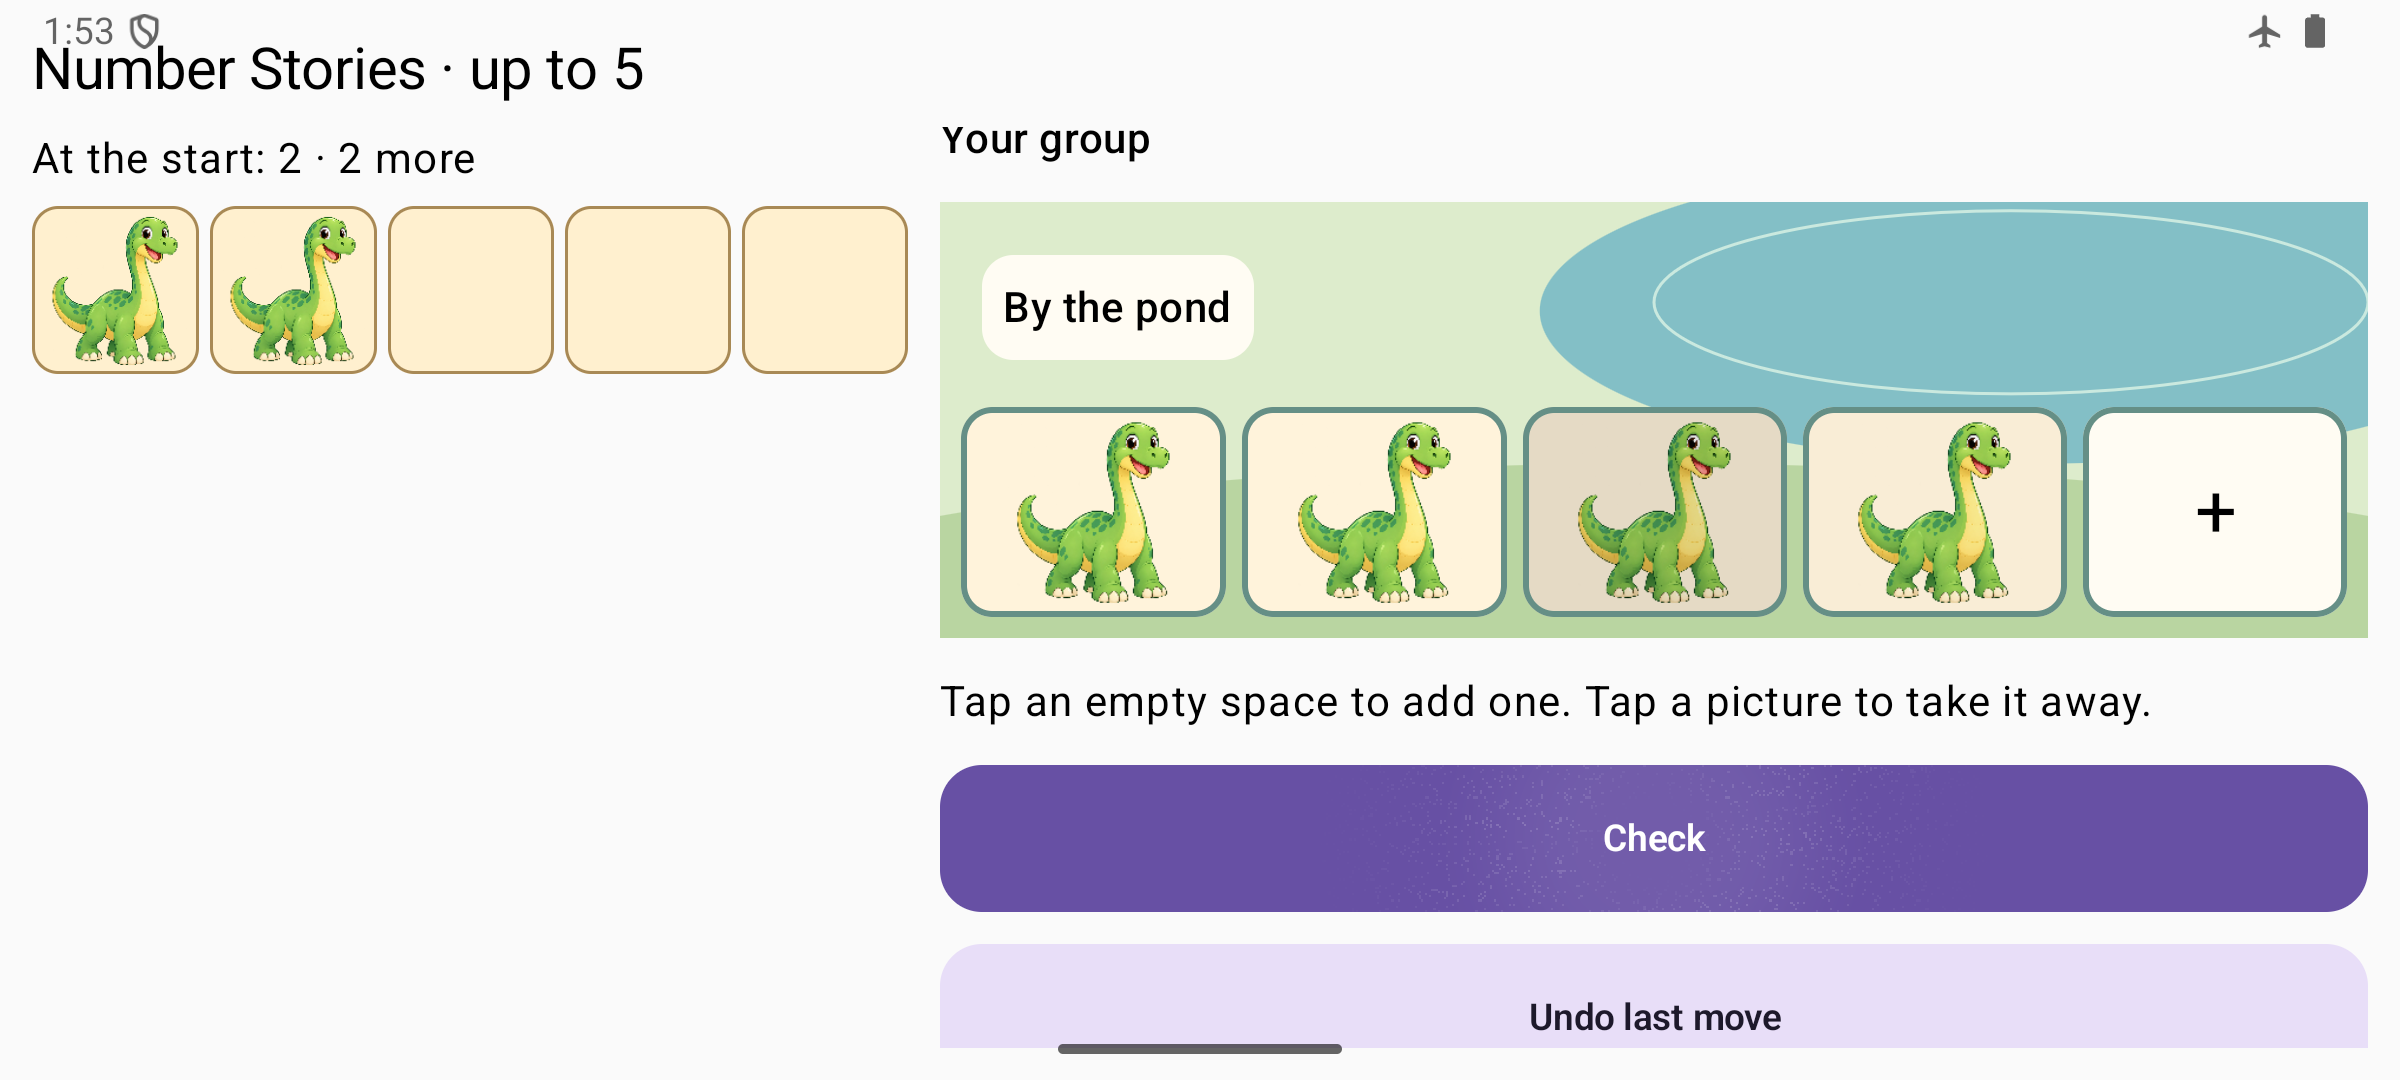 1:53
Number Stories · up to 5
At the start: 2 · 2 more
Your group
By the pond
+
Tap an empty space to add one. Tap a picture to take it away.
Check
Undo last move